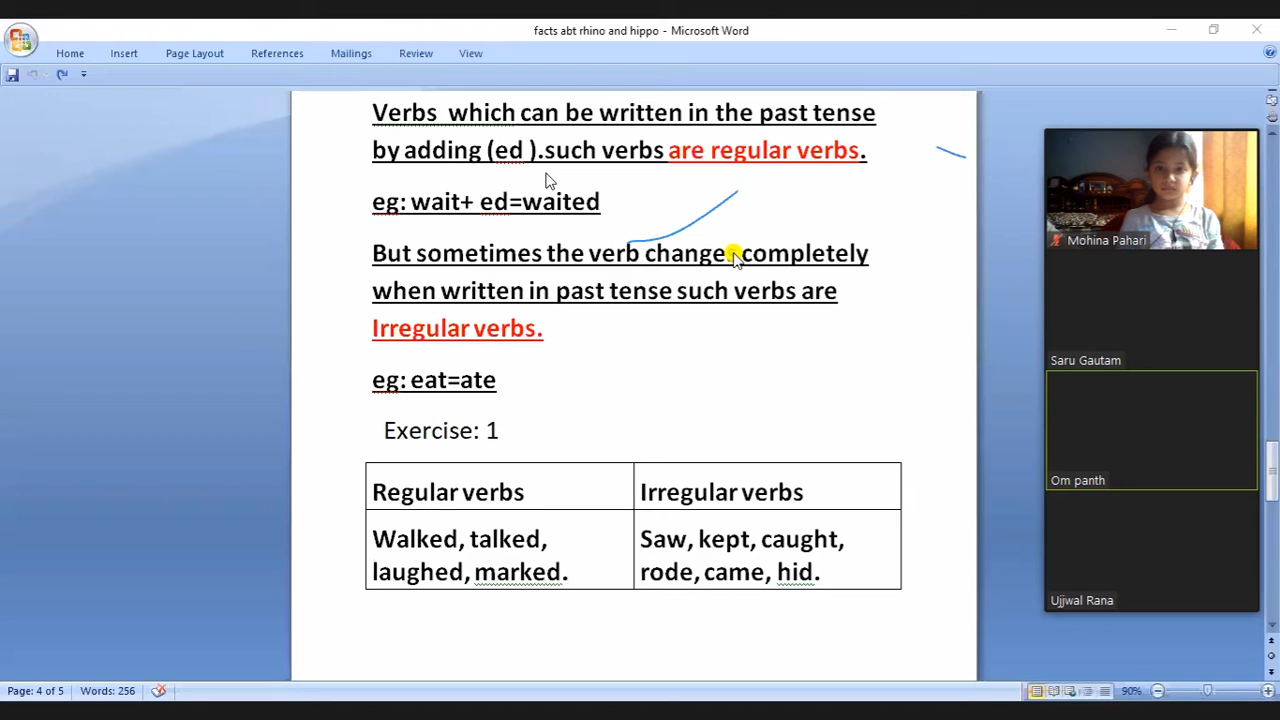 facts abt rhino and hippo - Microsoft Word
Home Insert Page Layout References Mailings Review View
Verbs which can be written in the past tense
by adding (ed ).such verbs are regular verbs.
eg: wait+ ed=waited
But sometimes the verb changes completely
when written in past tense such verbs are
Irregular verbs.
eg: eat=ate
Exercise: 1
Regular verbs Irregular verbs
Walked, talked, Saw, kept, caught,
laughed, marked. rode, came, hid.
Mohina Pahari
Saru Gautam
Om panth
Ujjwal Rana
Page: 4 of 5 Words: 256 90%